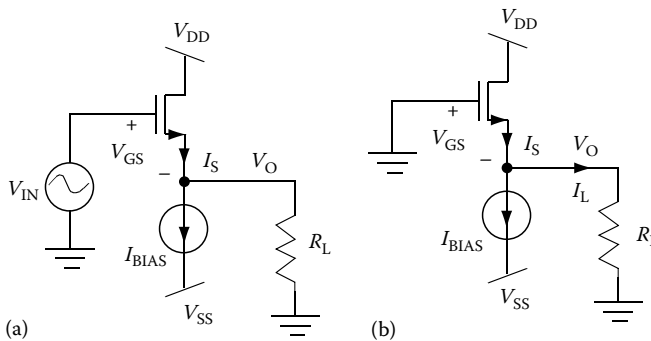 V_DD
+
V_GS
−
I_S
V_O
V_IN
I_BIAS
R_L
V_SS
(a)
V_DD
+
V_GS
−
I_S
V_O
I_L
I_BIAS
V_SS
(b)